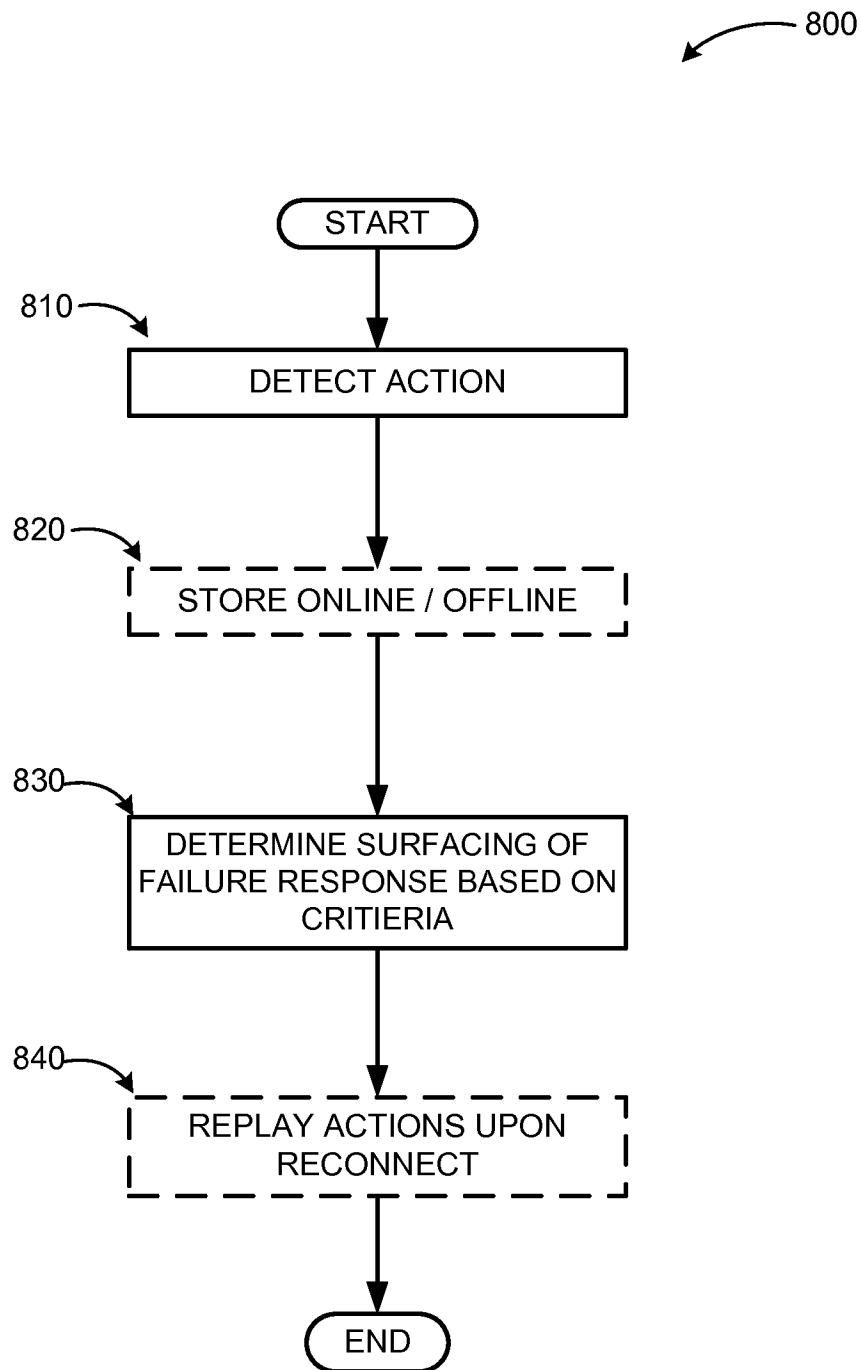 800
START
810
DETECT ACTION
820
STORE ONLINE / OFFLINE
830
DETERMINE SURFACING OF
FAILURE RESPONSE BASED ON
CRITIERIA
840
REPLAY ACTIONS UPON
RECONNECT
END